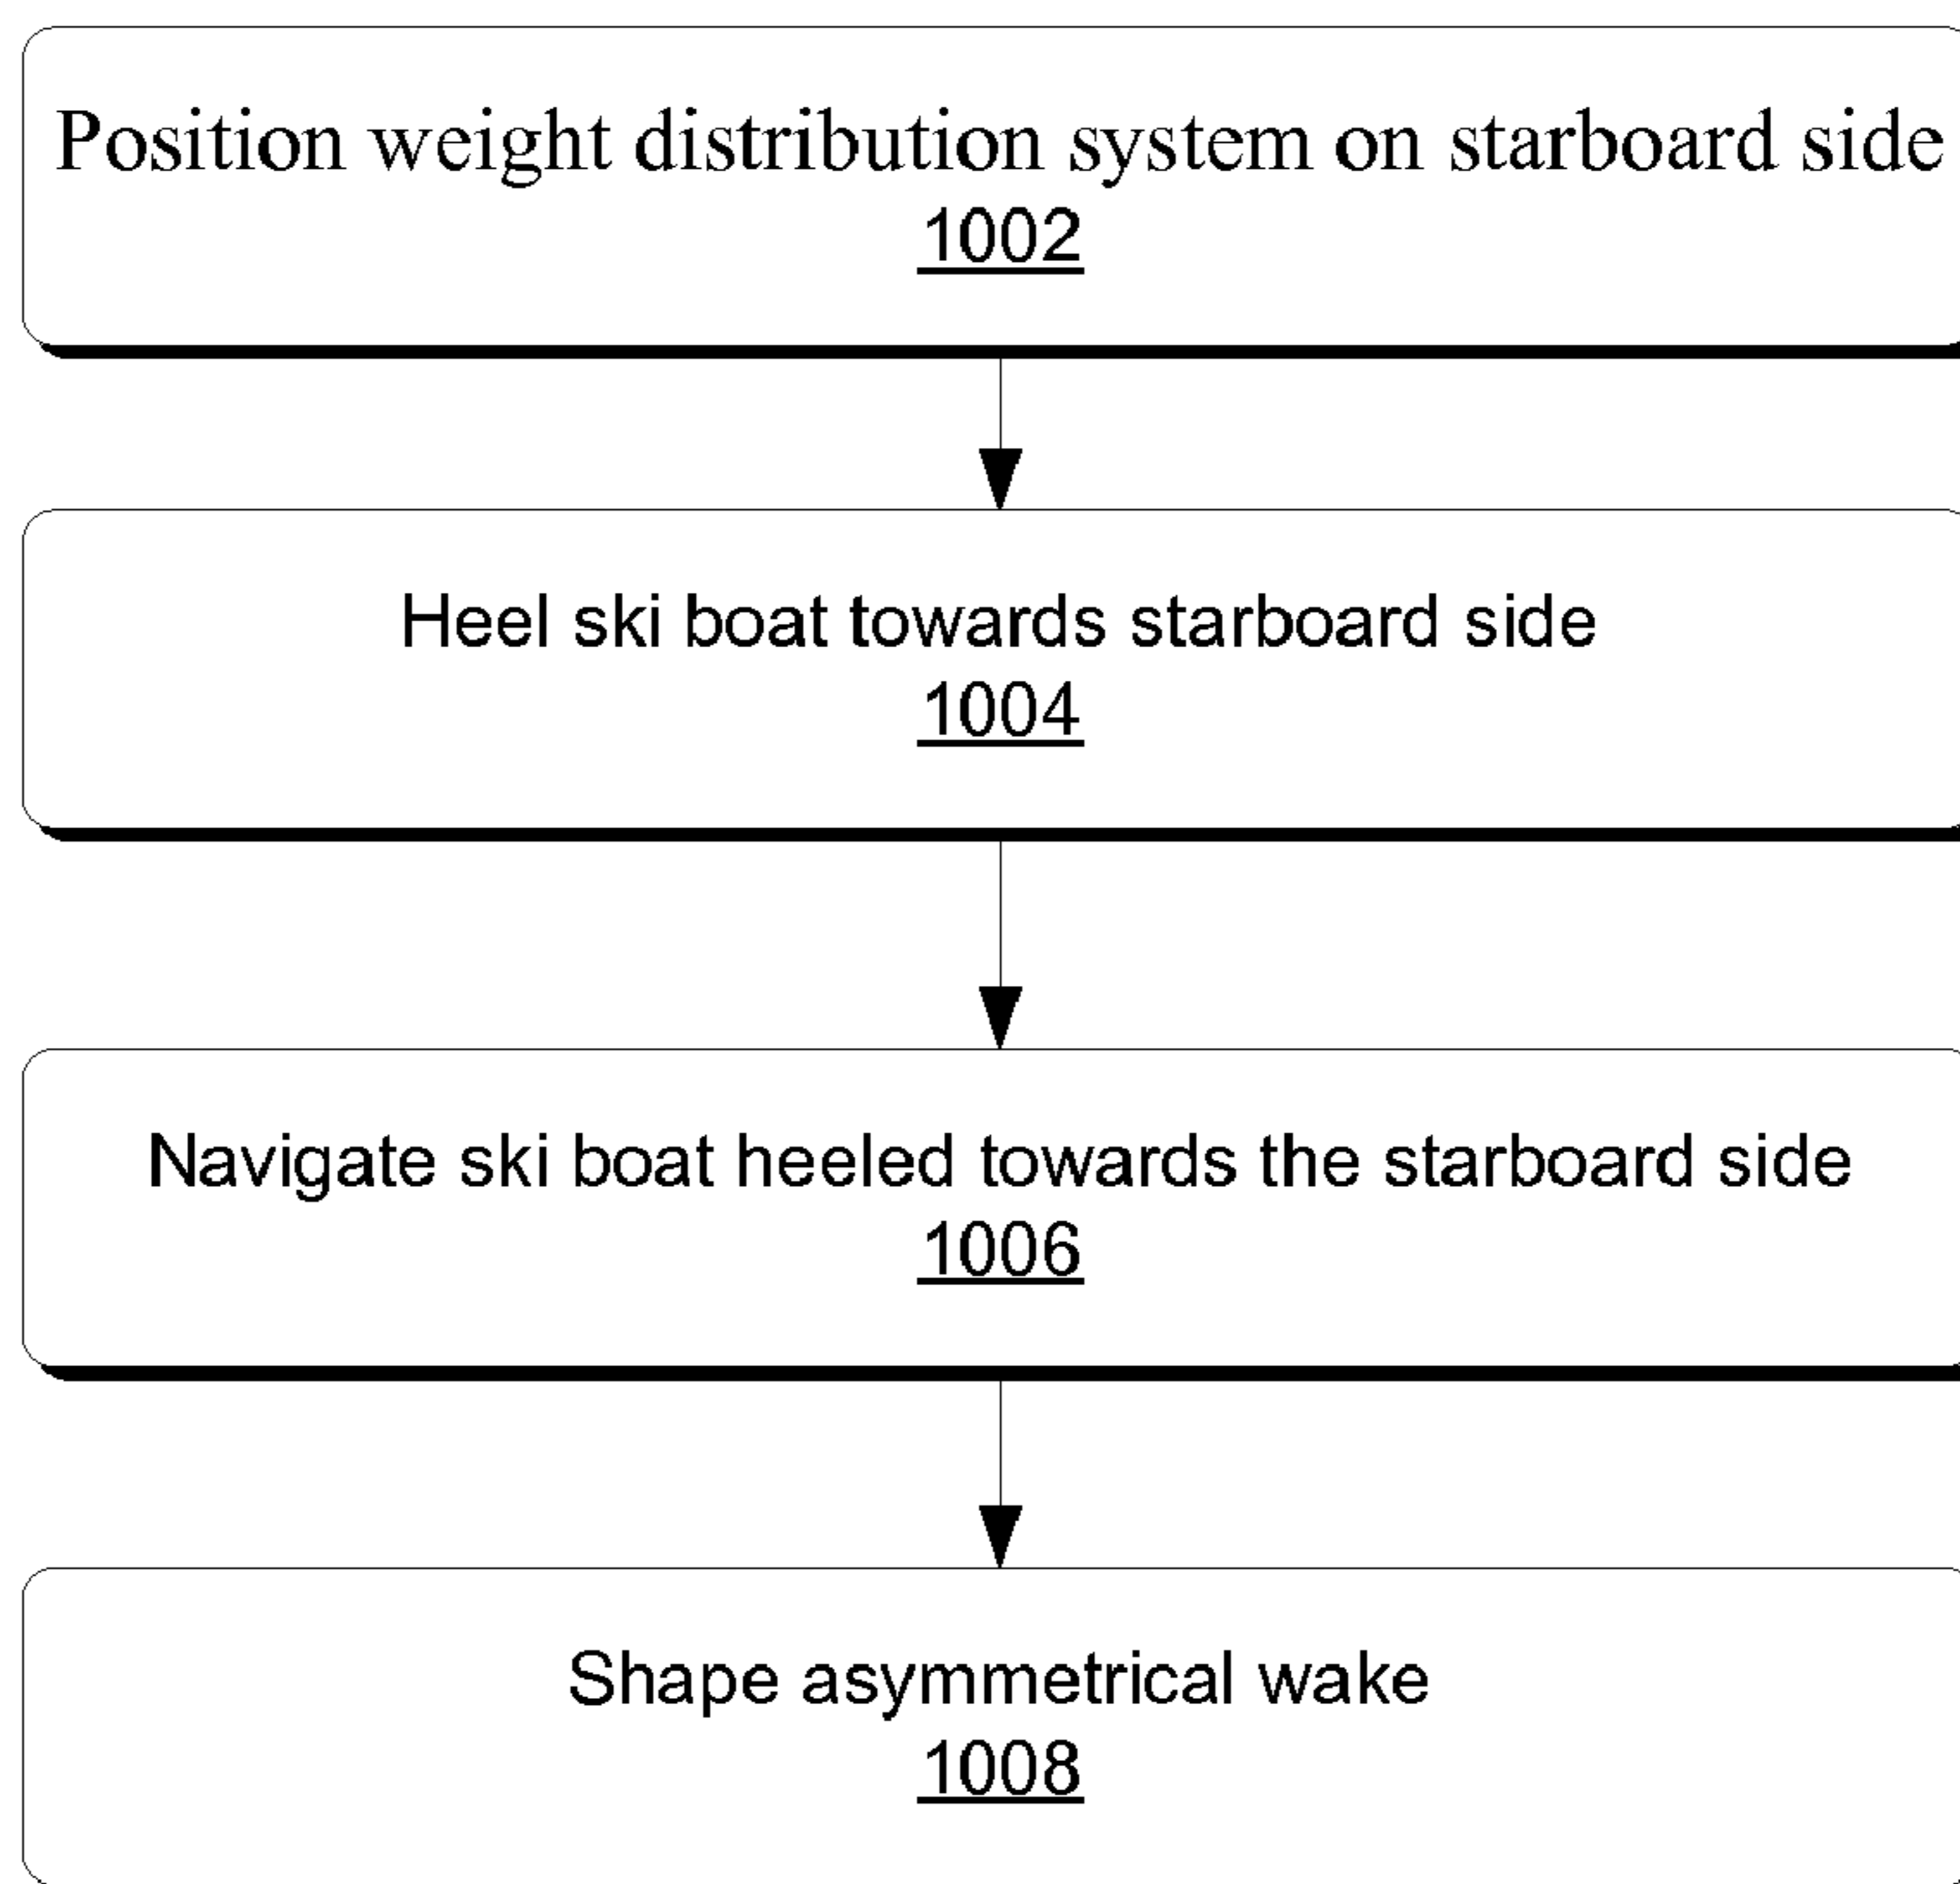 Position weight distribution system on starboard side
1002
Heel ski boat towards starboard side
1004
Navigate ski boat heeled towards the starboard side
1006
Shape asymmetrical wake
1008